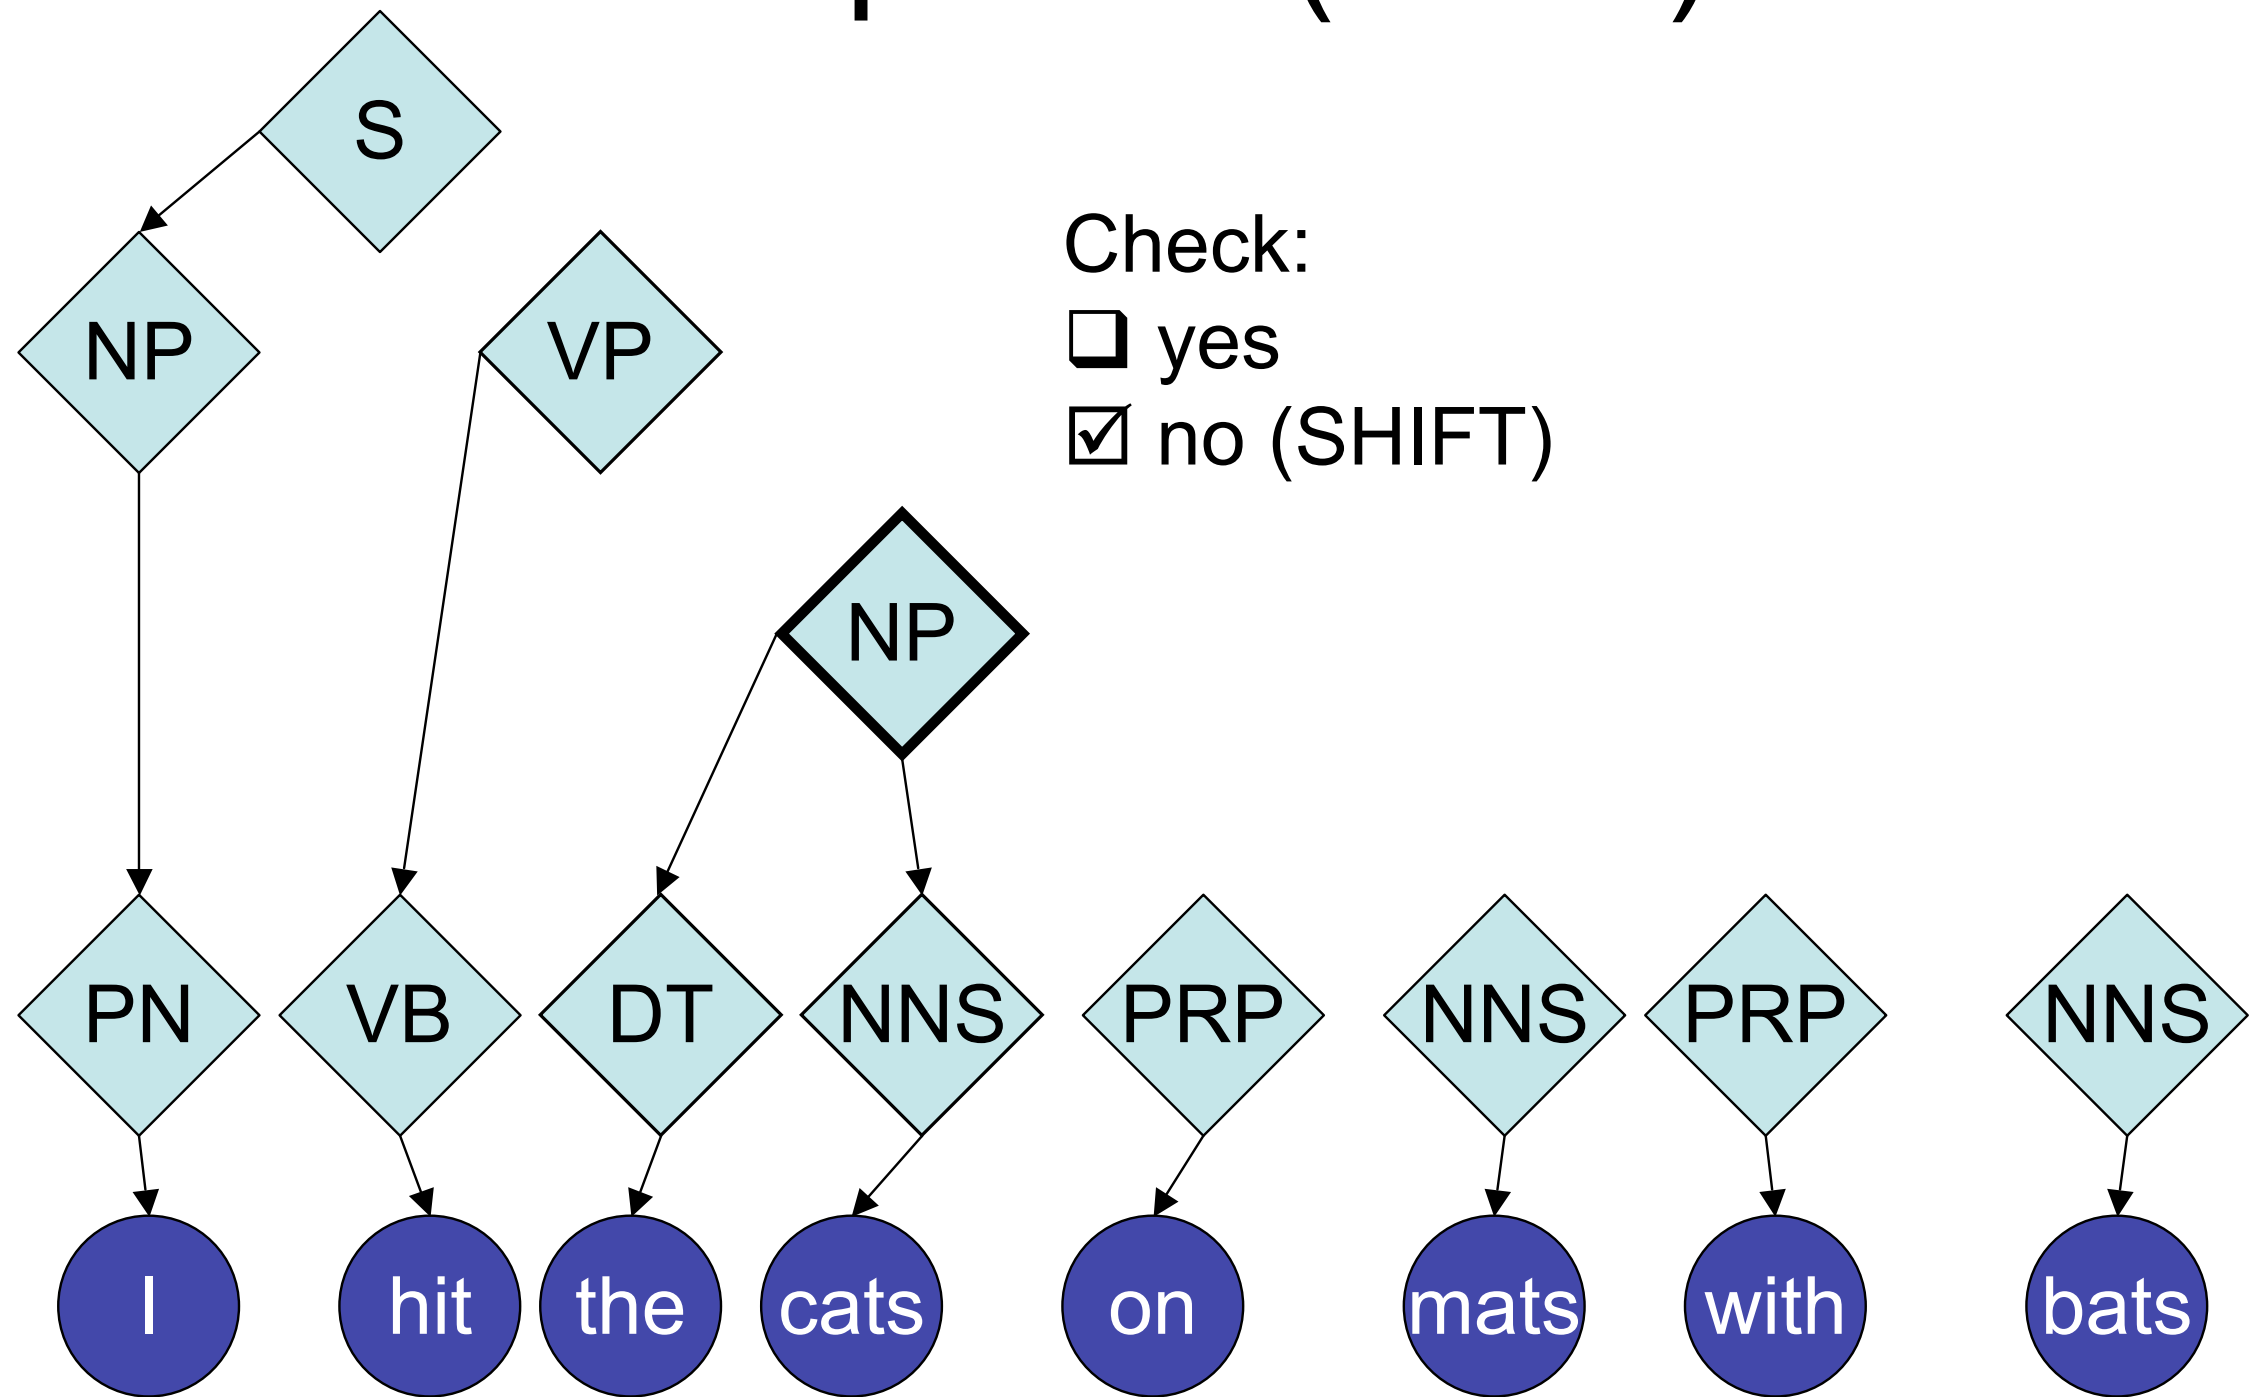 S
Check:
NP VP
yes
no (SHIFT)
NP
PN VB DT NNS PRP NNS PRP NNS
I hit the cats on mats with bats